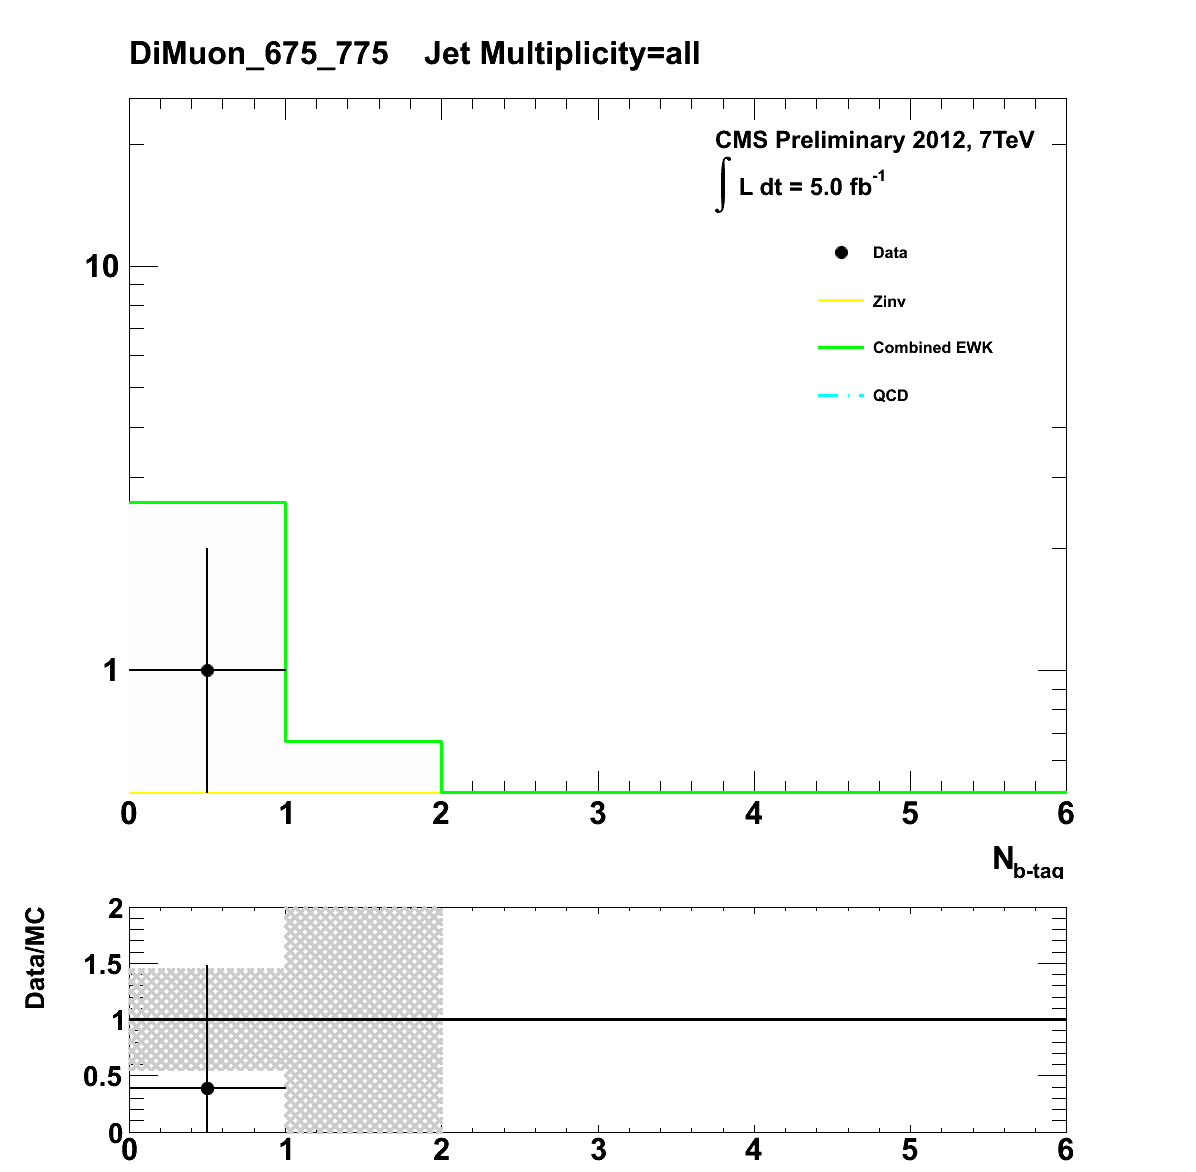 DiMuon_675_775 Jet Multiplicity=all
CMS Preliminary 2012, 7TeV
∫ L dt = 5.0 fb-1
Data
Zinv
Combined EWK
QCD
10
1
0 1 2 3 4 5 6
Nb-tag
Data/MC
2
1.5
1
0.5
0
0 1 2 3 4 5 6